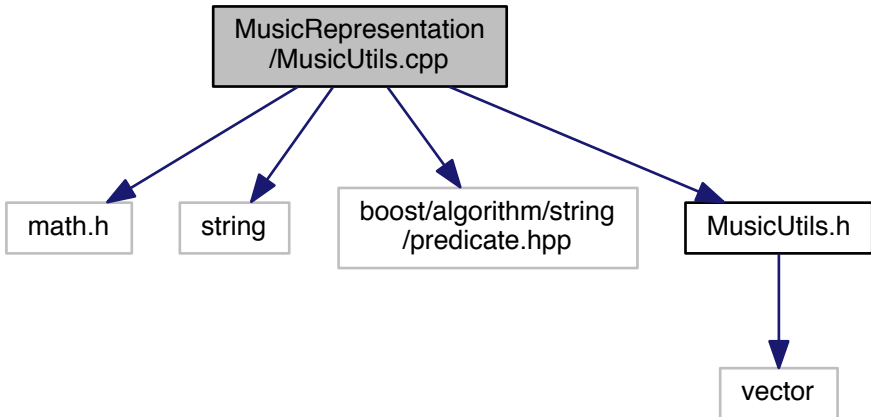 MusicRepresentation
/MusicUtils.cpp
math.h
string
boost/algorithm/string
/predicate.hpp
MusicUtils.h
vector